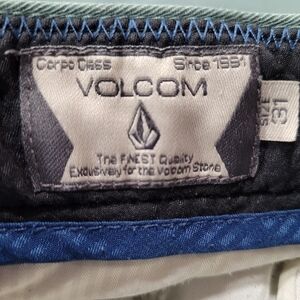 Corpo Class Since 1991
VOLCOM
The FINEST Quality
Exclusively for the Volcom Stone
SIZE 31